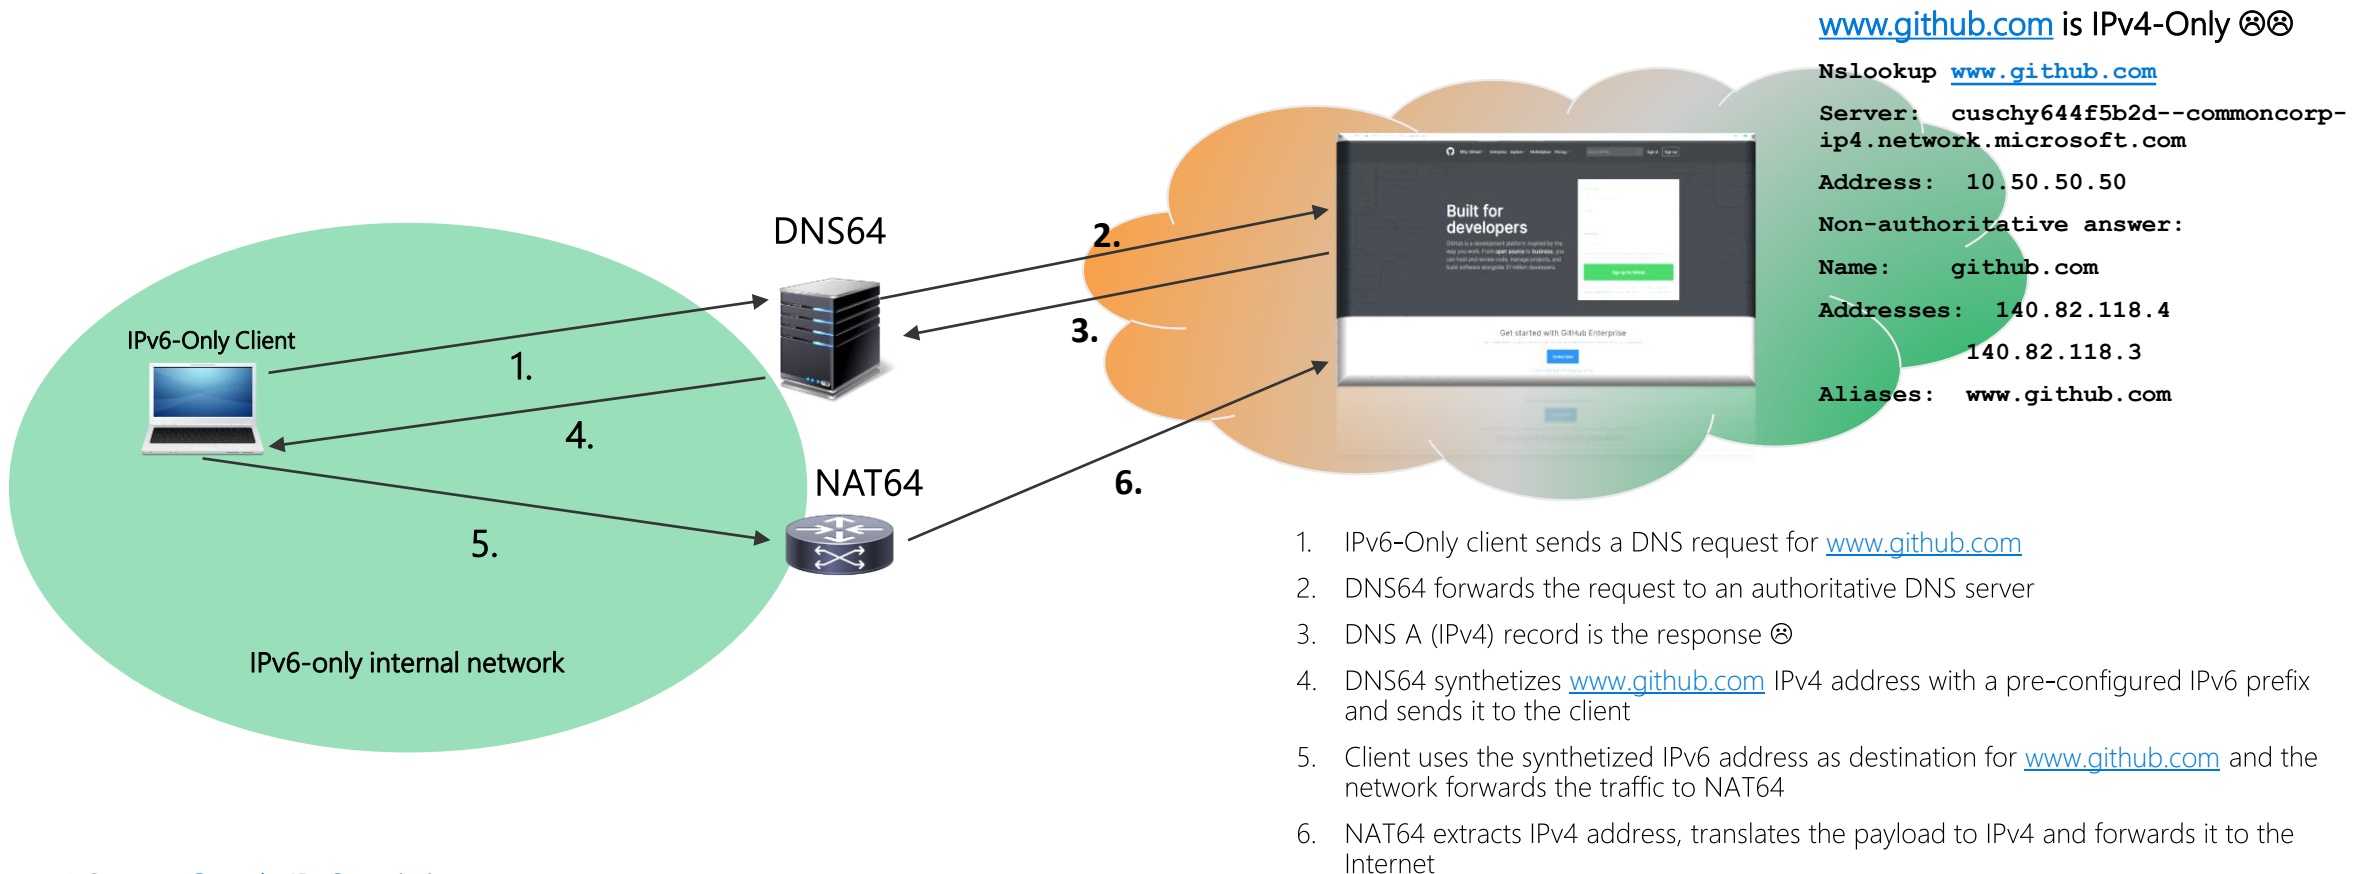 www.github.com is IPv4-Only ☹☹
Nslookup www.github.com
Server: cuschy644f5b2d--commoncorp-
ip4.network.microsoft.com
Address: 10.50.50.50
Non-authoritative answer:
Name: github.com
Addresses: 140.82.118.4
140.82.118.3
Aliases: www.github.com
DNS64
2.
3.
IPv6-Only Client
1.
4.
NAT64
6.
5.
IPv6-only internal network
Built for
developers
Get started with GitHub Enterprise
1. IPv6-Only client sends a DNS request for www.github.com
2. DNS64 forwards the request to an authoritative DNS server
3. DNS A (IPv4) record is the response ☹
4. DNS64 synthetizes www.github.com IPv4 address with a pre-configured IPv6 prefix
and sends it to the client
5. Client uses the synthetized IPv6 address as destination for www.github.com and the
network forwards the traffic to NAT64
6. NAT64 extracts IPv4 address, translates the payload to IPv4 and forwards it to the
Internet